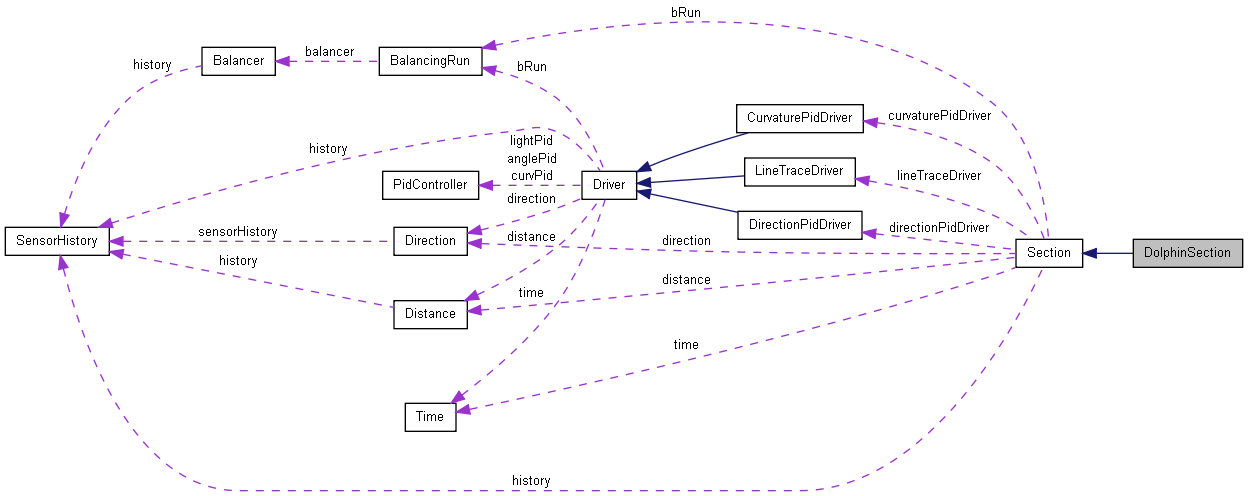 bRun
Balancer
balancer
BalancingRun
history
bRun
CurvaturePidDriver
curvaturePidDriver
lightPid
history
anglePid
LineTraceDriver
lineTraceDriver
curvPid
PidController
Driver
direction
DirectionPidDriver
directionPidDriver
SensorHistory
sensorHistory
Direction
distance
direction
Section
DolphinSection
history
distance
time
Distance
time
Time
history